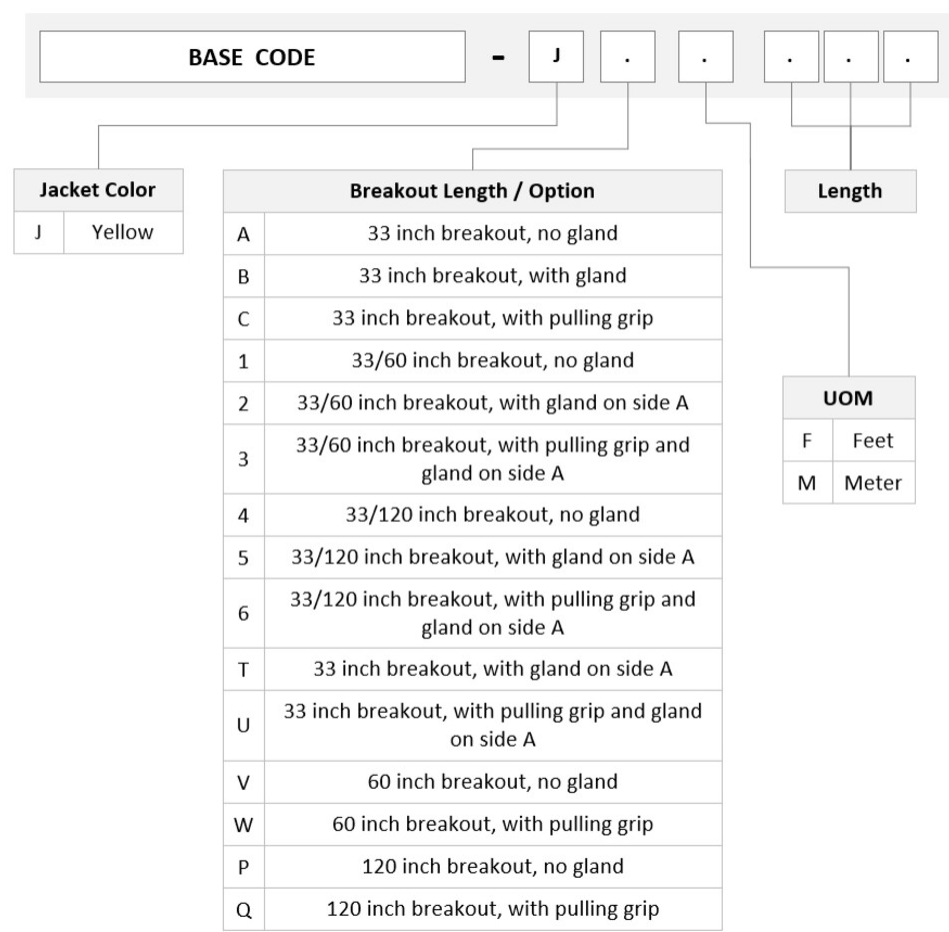 BASE CODE - J . . . . .
Jacket Color
J Yellow
Breakout Length / Option
A 33 inch breakout, no gland
B 33 inch breakout, with gland
C 33 inch breakout, with pulling grip
1 33/60 inch breakout, no gland
2 33/60 inch breakout, with gland on side A
3 33/60 inch breakout, with pulling grip and
gland on side A
4 33/120 inch breakout, no gland
5 33/120 inch breakout, with gland on side A
6 33/120 inch breakout, with pulling grip and
gland on side A
T 33 inch breakout, with gland on side A
U 33 inch breakout, with pulling grip and gland
on side A
V 60 inch breakout, no gland
W 60 inch breakout, with pulling grip
P 120 inch breakout, no gland
Q 120 inch breakout, with pulling grip
Length
UOM
F Feet
M Meter